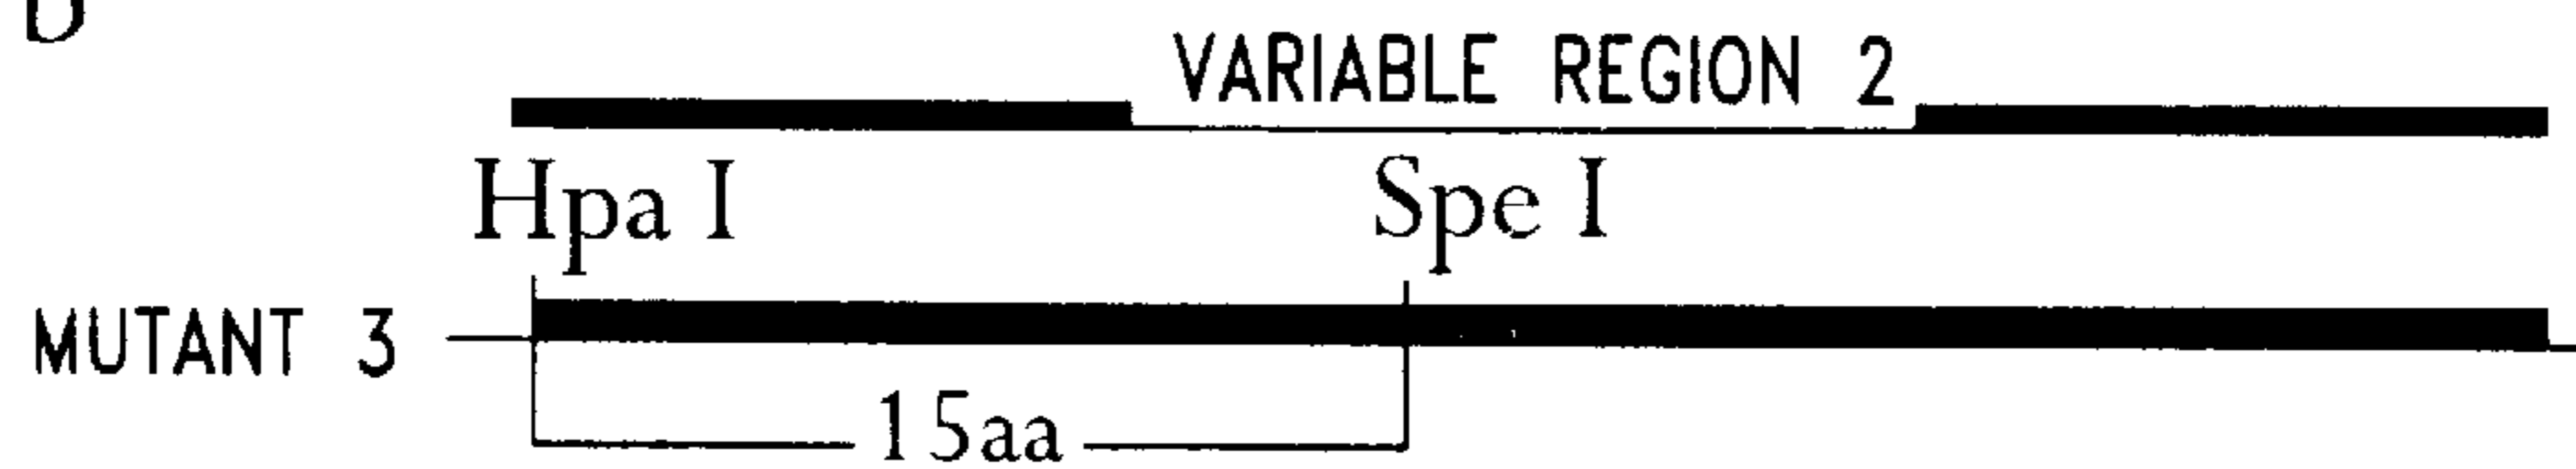 b
VARIABLE REGION 2
Hpa I Spe I
MUTANT 3
15aa